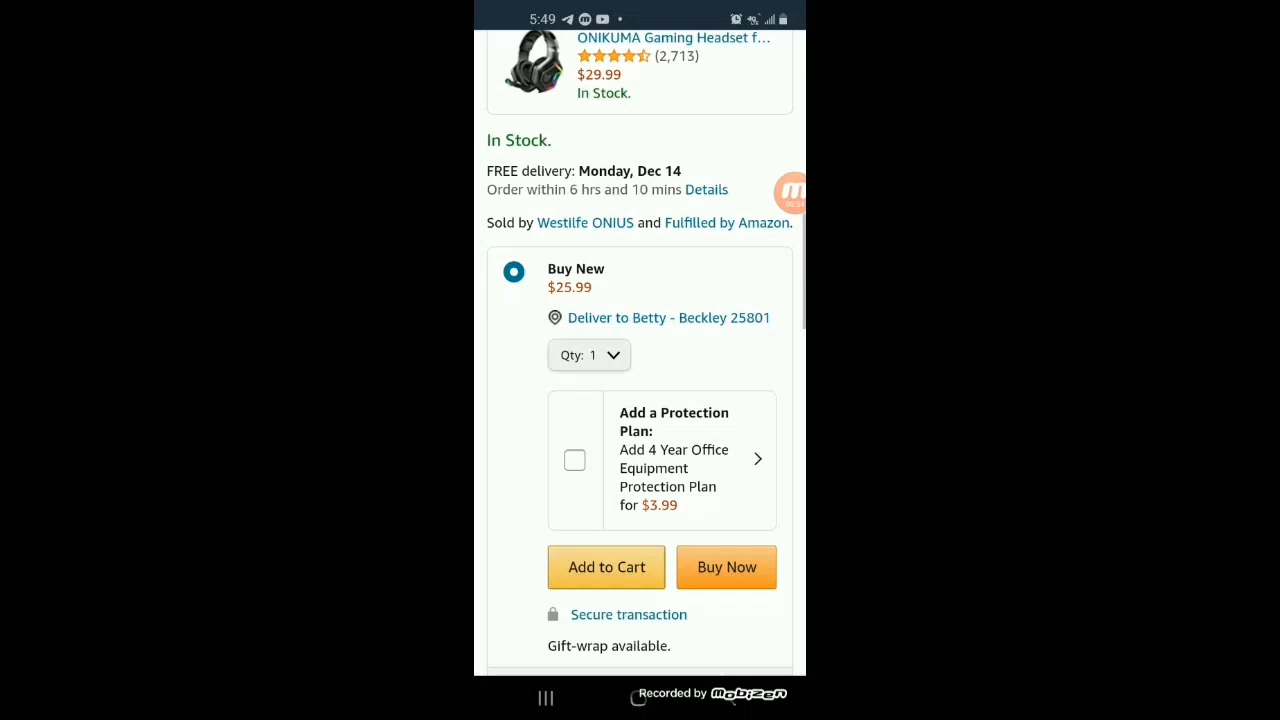 5:49
4G
ONIKUMA Gaming Headset f...
(2,713)
$29.99
In Stock.
In Stock.
FREE delivery: Monday, Dec 14
Order within 6 hrs and 10 mins Details
Sold by Westilfe ONIUS and Fulfilled by Amazon.
Buy New
$25.99
Deliver to Betty - Beckley 25801
Qty: 1
Add a Protection
Plan:
Add 4 Year Office
Equipment
Protection Plan
for $3.99
Add to Cart
Buy Now
Secure transaction
Gift-wrap available.
Recorded by mobizen